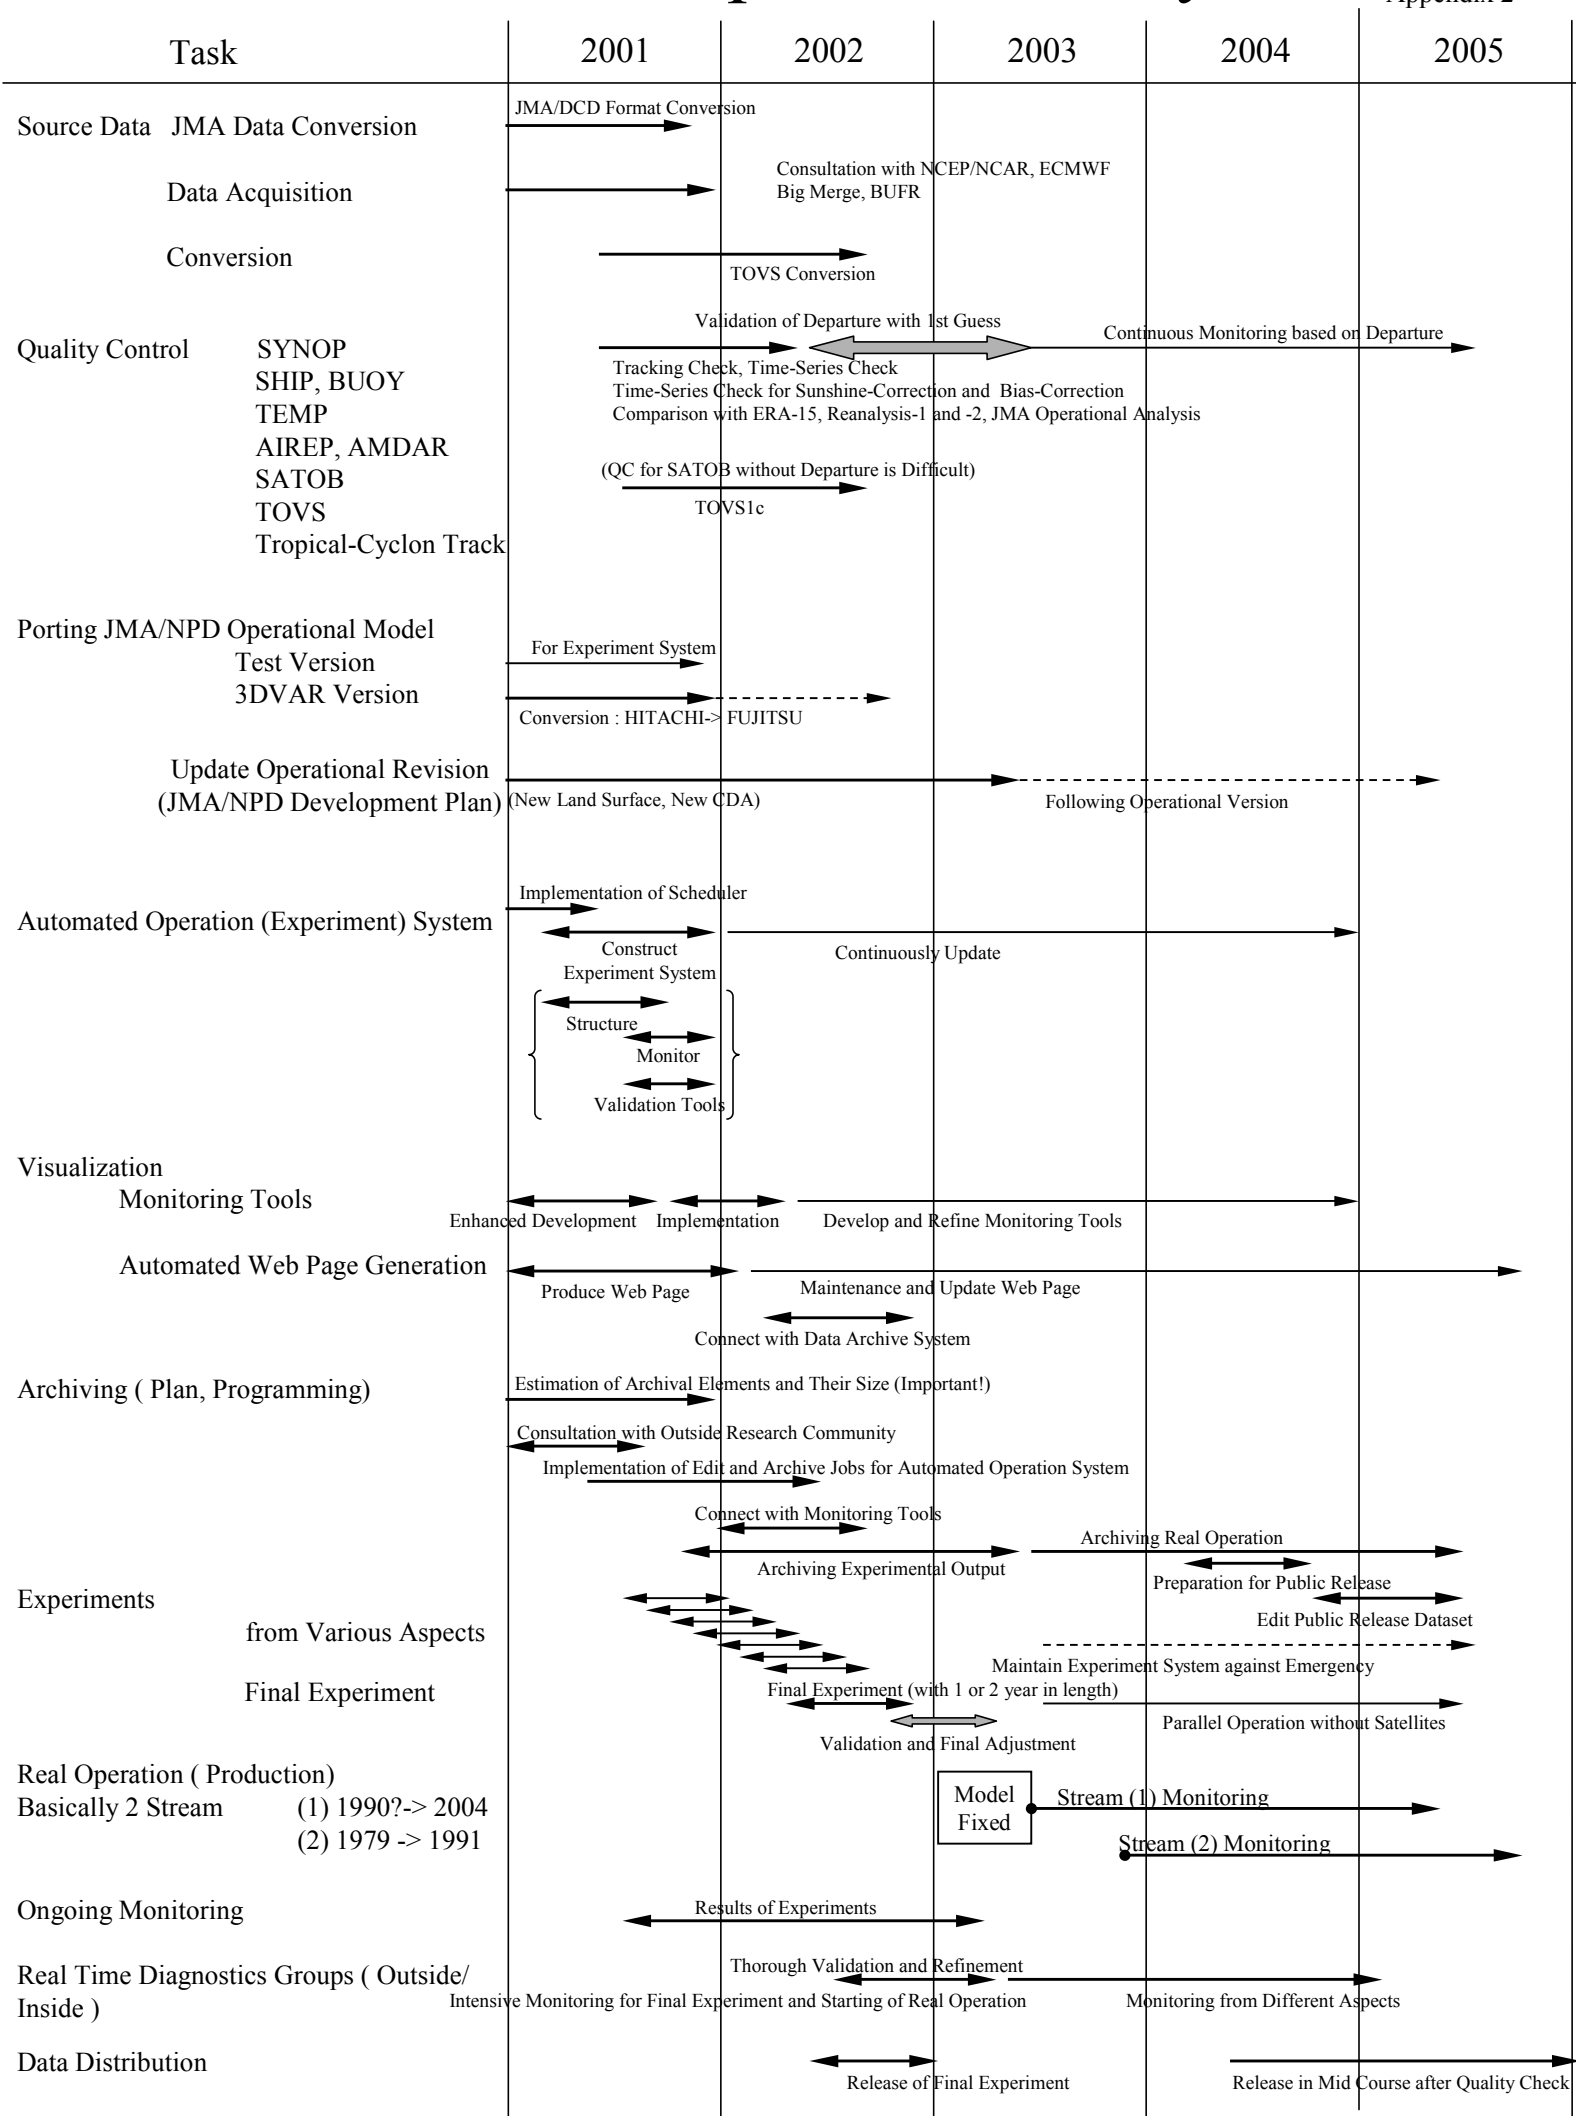 Appendix 2
Task 2001 2002 2003 2004 2005
JMA/DCD Format Conversion
Source Data JMA Data Conversion
Consultation with NCEP/NCAR, ECMWF
Data Acquisition
Big Merge, BUFR
Conversion
TOVS Conversion
Validation of Departure with 1st Guess
Continuous Monitoring based on Departure
Quality Control SYNOP
Tracking Check, Time-Series Check
SHIP, BUOY
Time-Series Check for Sunshine-Correction and Bias-Correction
TEMP
Comparison with ERA-15, Reanalysis-1 and -2, JMA Operational Analysis
AIREP, AMDAR
(QC for SATOB without Departure is Difficult)
SATOB
TOVS1c
TOVS
Tropical-Cyclon Track
Porting JMA/NPD Operational Model
For Experiment System
Test Version
3DVAR Version
Conversion : HITACHI-> FUJITSU
Update Operational Revision
(JMA/NPD Development Plan)
(New Land Surface, New CDA)
Following Operational Version
Implementation of Scheduler
Automated Operation (Experiment) System
Construct
Experiment System
Continuously Update
Structure
Monitor
Validation Tools
Visualization
Monitoring Tools
Enhanced Development Implementation Develop and Refine Monitoring Tools
Automated Web Page Generation
Produce Web Page
Maintenance and Update Web Page
Connect with Data Archive System
Archiving ( Plan, Programming)
Estimation of Archival Elements and Their Size (Important!)
Consultation with Outside Research Community
Implementation of Edit and Archive Jobs for Automated Operation System
Connect with Monitoring Tools
Archiving Real Operation
Archiving Experimental Output
Preparation for Public Release
Experiments
Edit Public Release Dataset
from Various Aspects
Maintain Experiment System against Emergency
Final Experiment
Final Experiment (with 1 or 2 year in length)
Parallel Operation without Satellites
Validation and Final Adjustment
Real Operation ( Production)
Model
Fixed
Stream (1) Monitoring
Basically 2 Stream (1) 1990?-> 2004
(2) 1979 -> 1991
Stream (2) Monitoring
Ongoing Monitoring
Results of Experiments
Thorough Validation and Refinement
Real Time Diagnostics Groups ( Outside/
Inside )
Intensive Monitoring for Final Experiment and Starting of Real Operation
Monitoring from Different Aspects
Data Distribution
Release of Final Experiment
Release in Mid Course after Quality Check